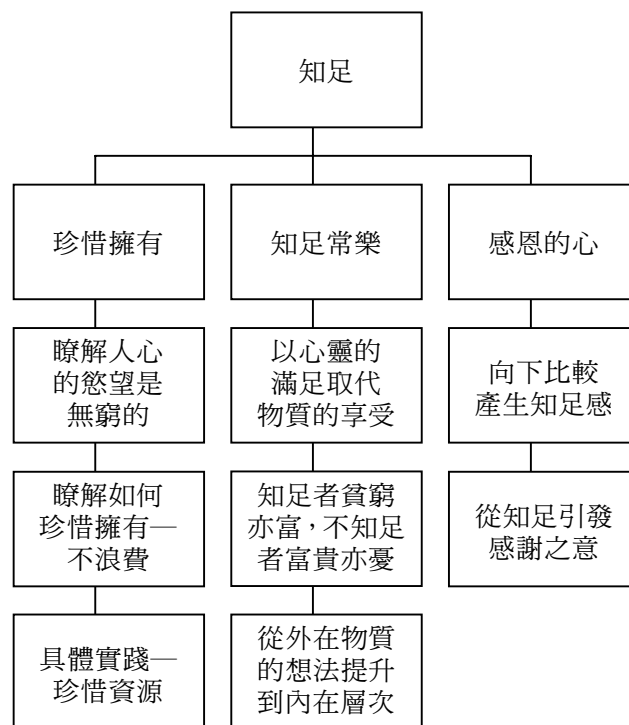 知足
珍惜擁有
知足常樂
感恩的心
瞭解人心
的慾望是
無窮的
以心靈的
滿足取代
物質的享受
向下比較
產生知足感
瞭解如何
珍惜擁有─
不浪費
知足者貧窮
亦富，不知足
者富貴亦憂
從知足引發
感謝之意
具體實踐─
珍惜資源
從外在物質
的想法提升
到內在層次